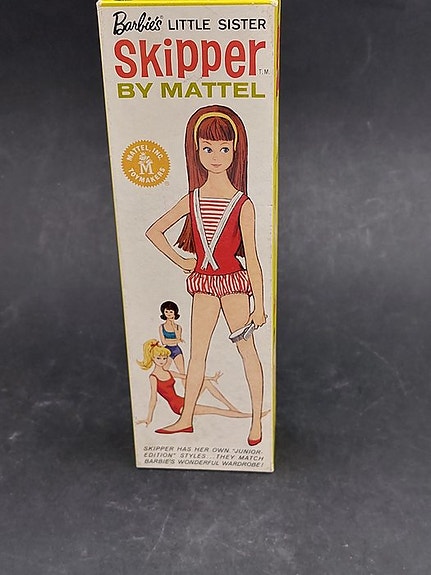 Barbie's LITTLE SISTER
Skipper T.M.
BY MATTEL
MATTEL, INC.
M
TOYMAKERS
SKIPPER HAS HER OWN "JUNIOR
EDITION" STYLES...THEY MATCH
BARBIE'S WONDERFUL WARDROBE!